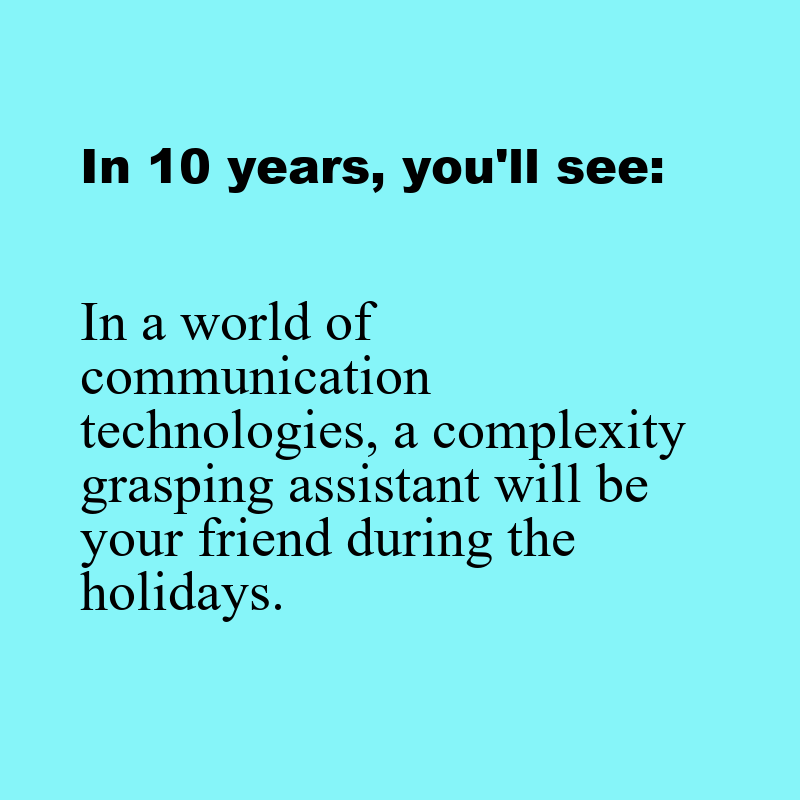 In 10 years, you'll see:
In a world of
communication
technologies, a complexity
grasping assistant will be
your friend during the
holidays.